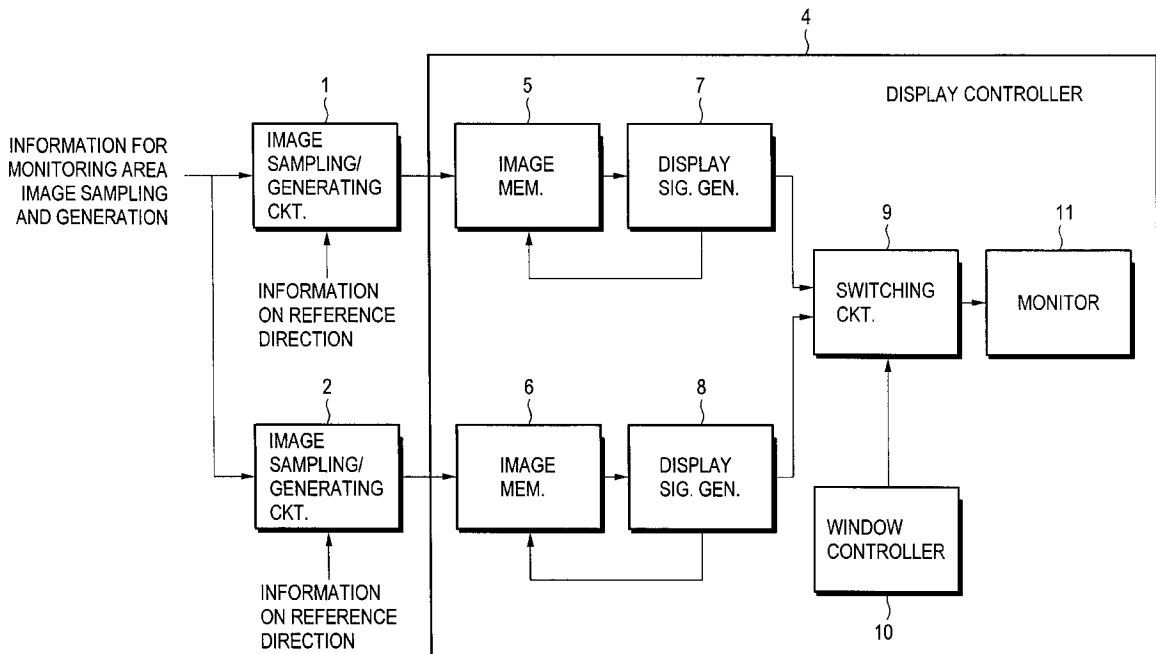 4
DISPLAY CONTROLLER
INFORMATION FOR
MONITORING AREA
IMAGE SAMPLING
AND GENERATION
1
IMAGE
SAMPLING/
GENERATING
CKT.
INFORMATION
ON REFERENCE
DIRECTION
5
IMAGE
MEM.
7
DISPLAY
SIG. GEN.
9
SWITCHING
CKT.
11
MONITOR
2
IMAGE
SAMPLING/
GENERATING
CKT.
INFORMATION
ON REFERENCE
DIRECTION
6
IMAGE
MEM.
8
DISPLAY
SIG. GEN.
WINDOW
CONTROLLER
10